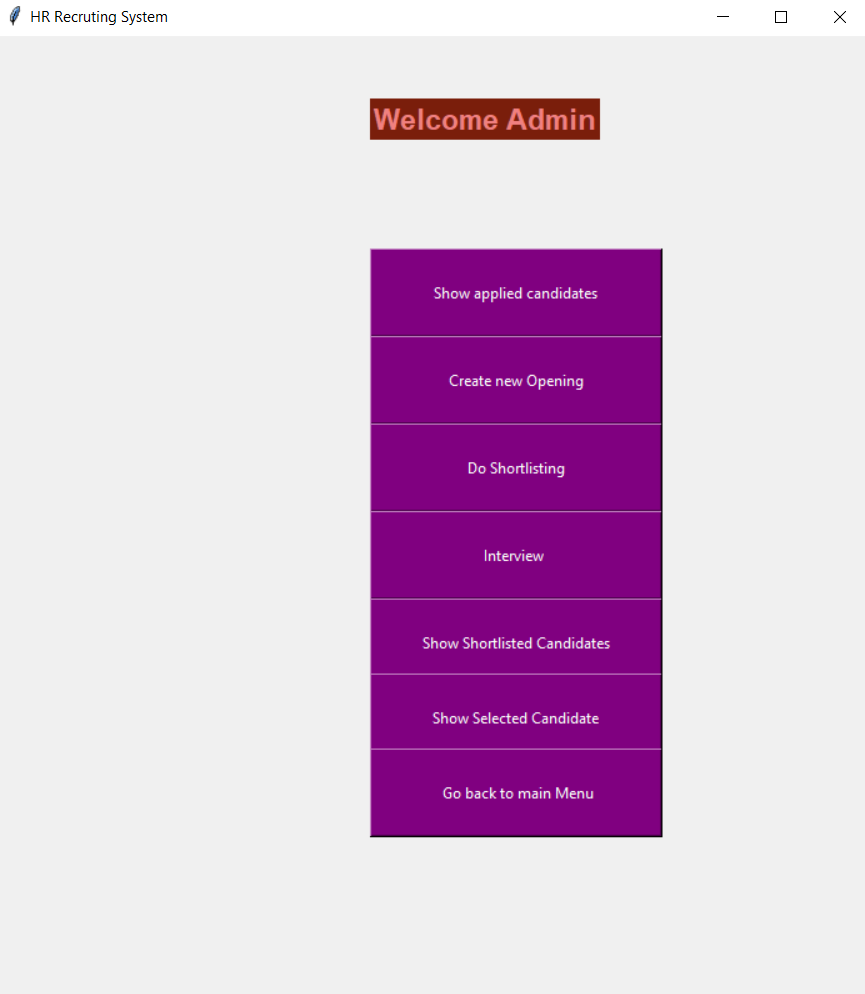 HR Recruting System
Welcome Admin
Show applied candidates
Create new Opening
Do Shortlisting
Interview
Show Shortlisted Candidates
Show Selected Candidate
Go back to main Menu